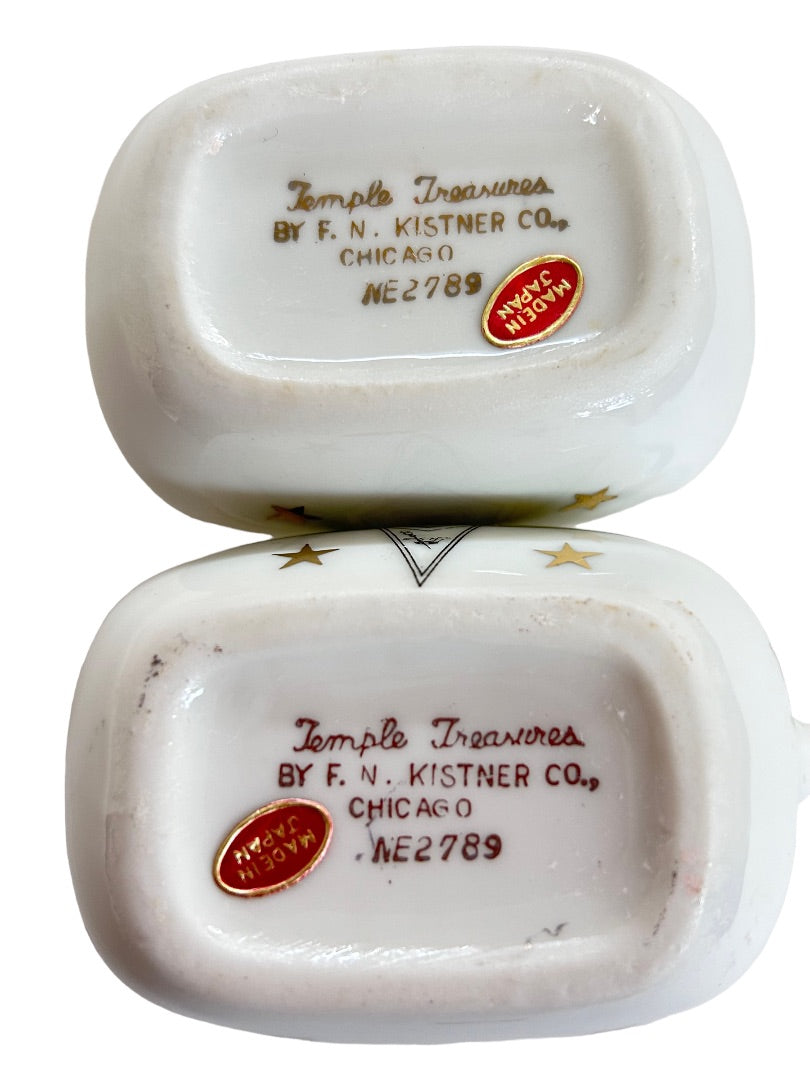 Temple Treasures
BY F. N. KISTNER CO.,
CHICAGO
NE2789
MADE IN
JAPAN
Temple Treasures
BY F. N. KISTNER CO.,
CHICAGO
NE2789
MADE IN
JAPAN